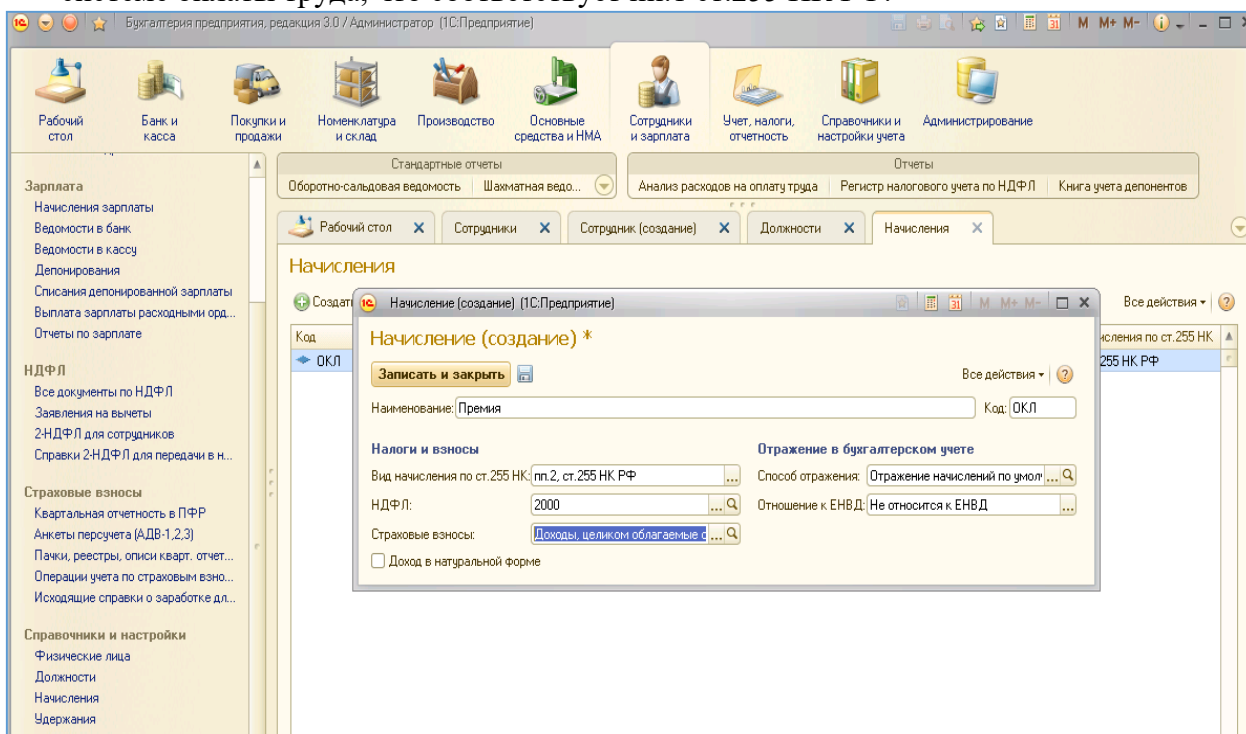 Бухгалтерия предприятия, редакция 3.0 / Администратор (1С:Предприятие)
M M+ M-
Рабочий стол
Банк и касса
Покупки и продажи
Номенклатура и склад
Производство
Основные средства и НМА
Сотрудники и зарплата
Учет, налоги, отчетность
Справочники и настройки учета
Администрирование
Стандартные отчеты
Оборотно-сальдовая ведомость
Шахматная ведо...
Отчеты
Анализ расходов на оплату труда
Регистр налогового учета по НДФЛ
Книга учета депонентов
Зарплата
Начисления зарплаты
Ведомости в банк
Ведомости в кассу
Депонирования
Списания депонированной зарплаты
Выплата зарплаты расходными орд...
Отчеты по зарплате
НДФЛ
Все документы по НДФЛ
Заявления на вычеты
2-НДФЛ для сотрудников
Справки 2-НДФЛ для передачи в н...
Страховые взносы
Квартальная отчетность в ПФР
Анкеты персучета (АДВ-1,2,3)
Пачки, реестры, описи кварт. отчет...
Операции учета по страховым взно...
Исходящие справки о заработке дл...
Справочники и настройки
Физические лица
Должности
Начисления
Удержания
Рабочий стол
Сотрудники
Сотрудник (создание)
Должности
Начисления
Начисления
Создат
Все действия
Код
исления по ст.255 НК
ОКЛ
255 НК РФ
Начисление (создание) (1С:Предприятие)
M M+ M-
Начисление (создание) *
Записать и закрыть
Все действия
Наименование: Премия
Код: ОКЛ
Налоги и взносы
Отражение в бухгалтерском учете
Вид начисления по ст.255 НК: пп.2, ст.255 НК РФ ...
Способ отражения: Отражение начислений по умол ...
НДФЛ: 2000 ...
Отношение к ЕНВД: Не относится к ЕНВД ...
Страховые взносы: Доходы, целиком облагаемые с ...
Доход в натуральной форме